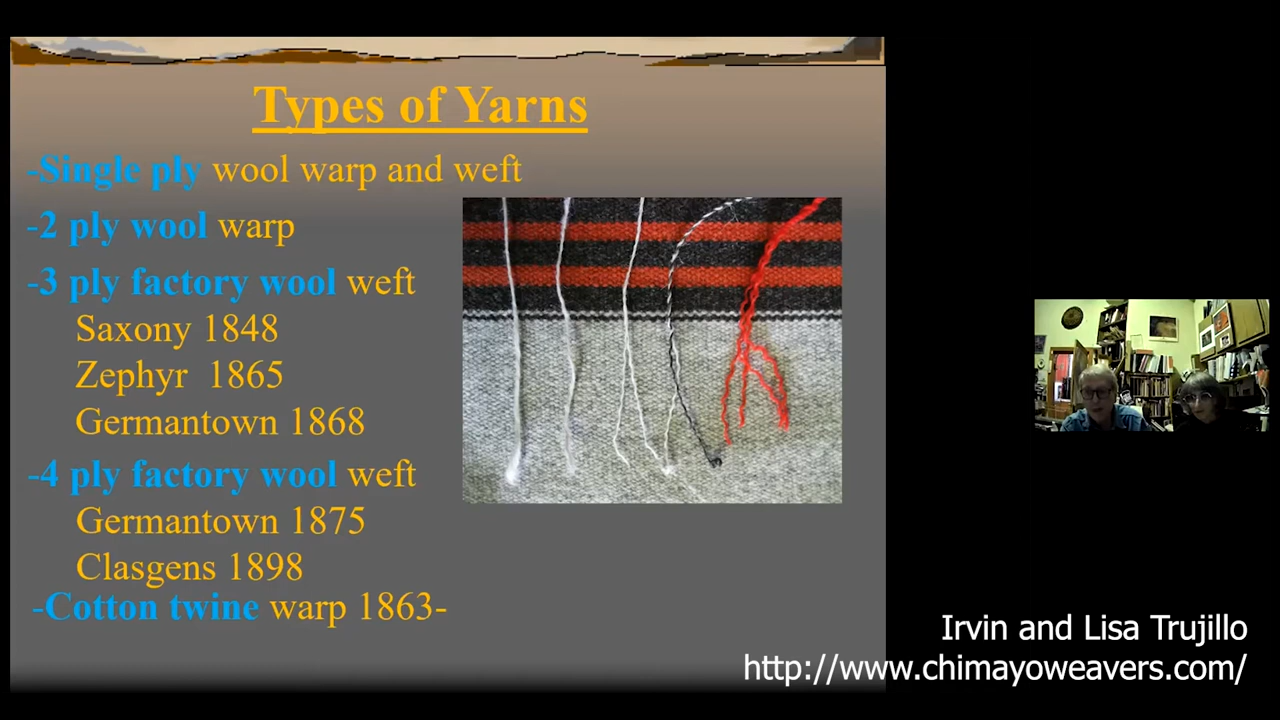 Types of Yarns
-Single ply wool warp and weft
-2 ply wool warp
-3 ply factory wool weft
Saxony 1848
Zephyr 1865
Germantown 1868
-4 ply factory wool weft
Germantown 1875
Clasgens 1898
-Cotton twine warp 1863-
Irvin and Lisa Trujillo
http://www.chimayoweavers.com/